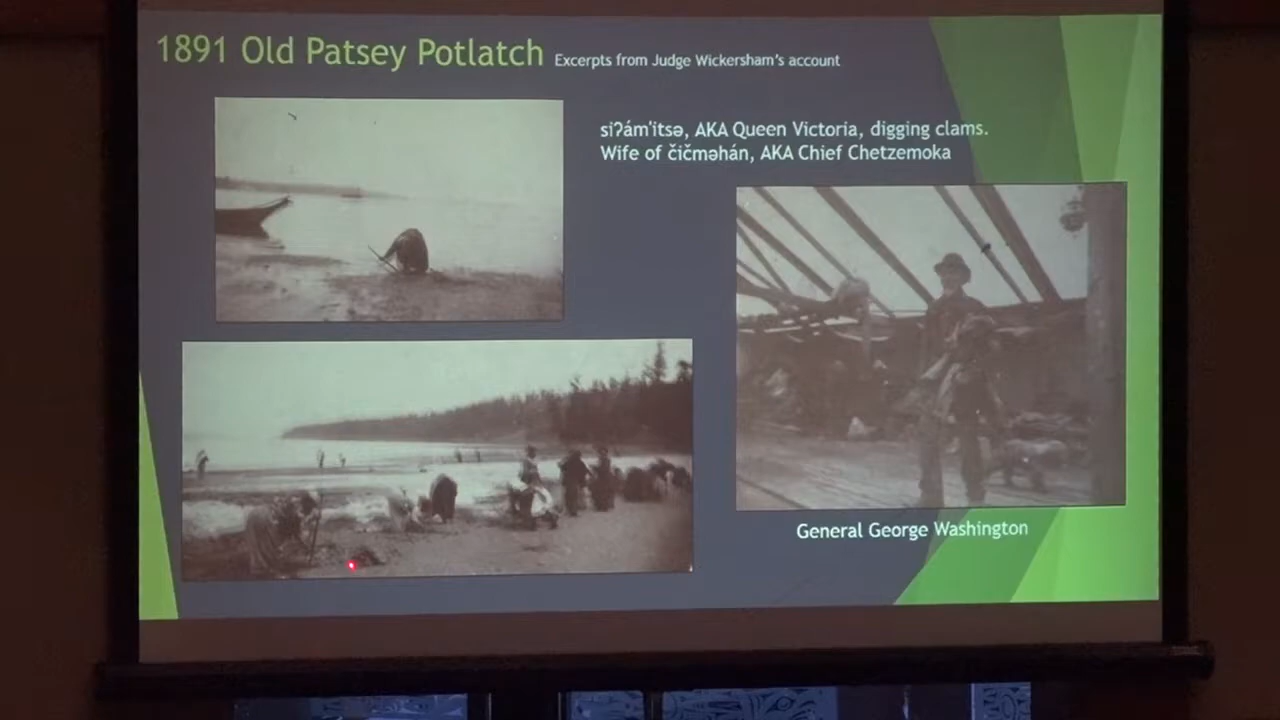 1891 Old Patsey Potlatch Excerpts from Judge Wickersham's account
siʔám'itsə, AKA Queen Victoria, digging clams.
Wife of čičməhán, AKA Chief Chetzemoka
General George Washington